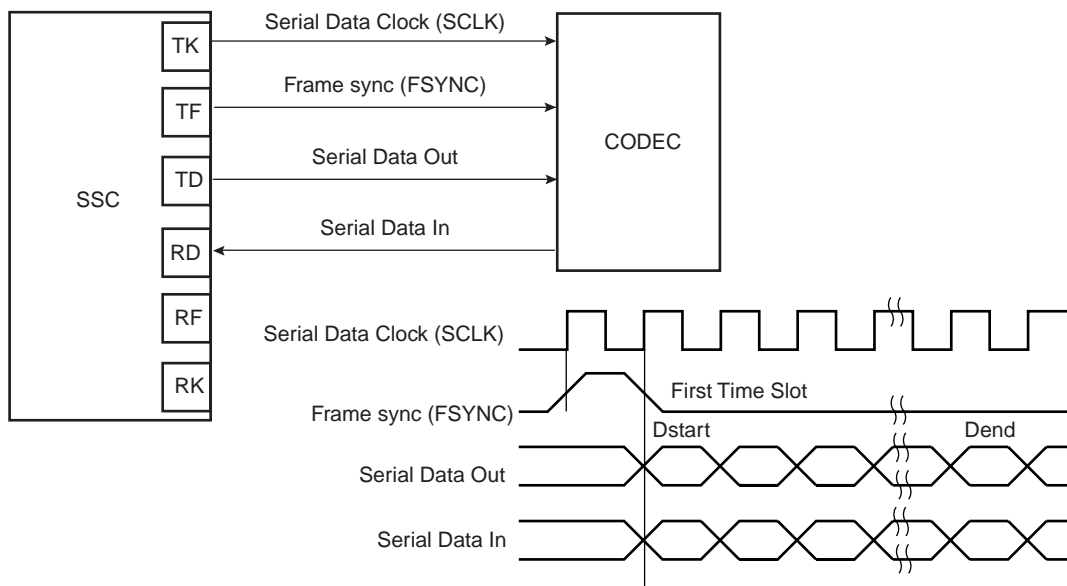 SSC
TK
TF
TD
RD
RF
RK
Serial Data Clock (SCLK)
Frame sync (FSYNC)
Serial Data Out
Serial Data In
CODEC
Serial Data Clock (SCLK)
Frame sync (FSYNC)
First Time Slot
Dstart
Dend
Serial Data Out
Serial Data In